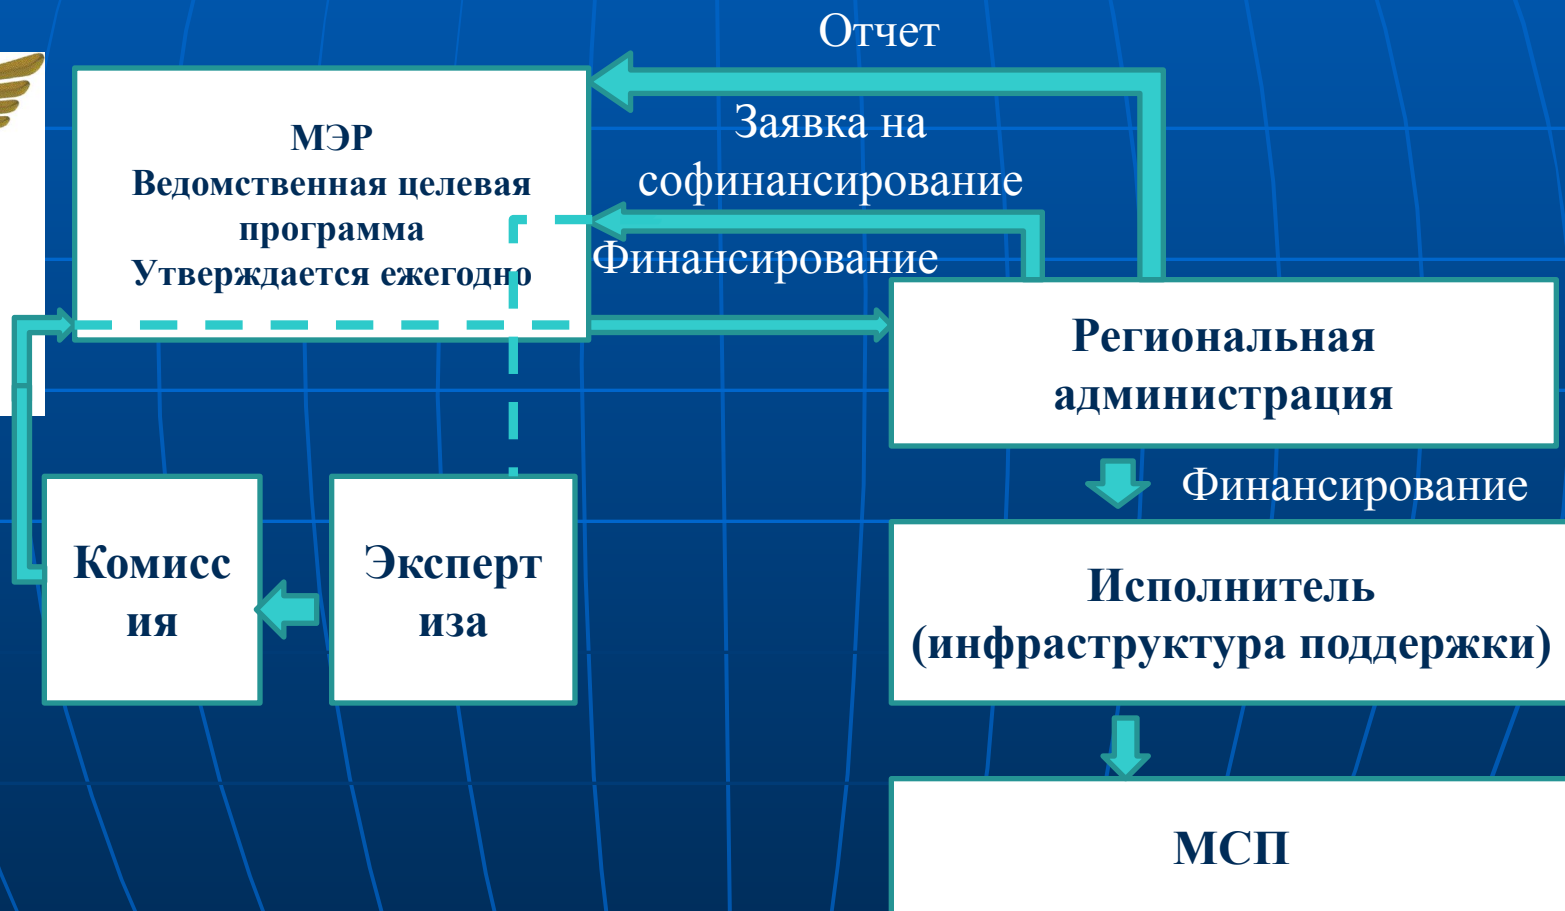 Отчет
МЭР
Ведомственная целевая
программа
Утверждается ежегодно
Заявка на
софинансирование
Финансирование
Региональная
администрация
Финансирование
Комисс
ия
Эксперт
иза
Исполнитель
(инфраструктура поддержки)
МСП